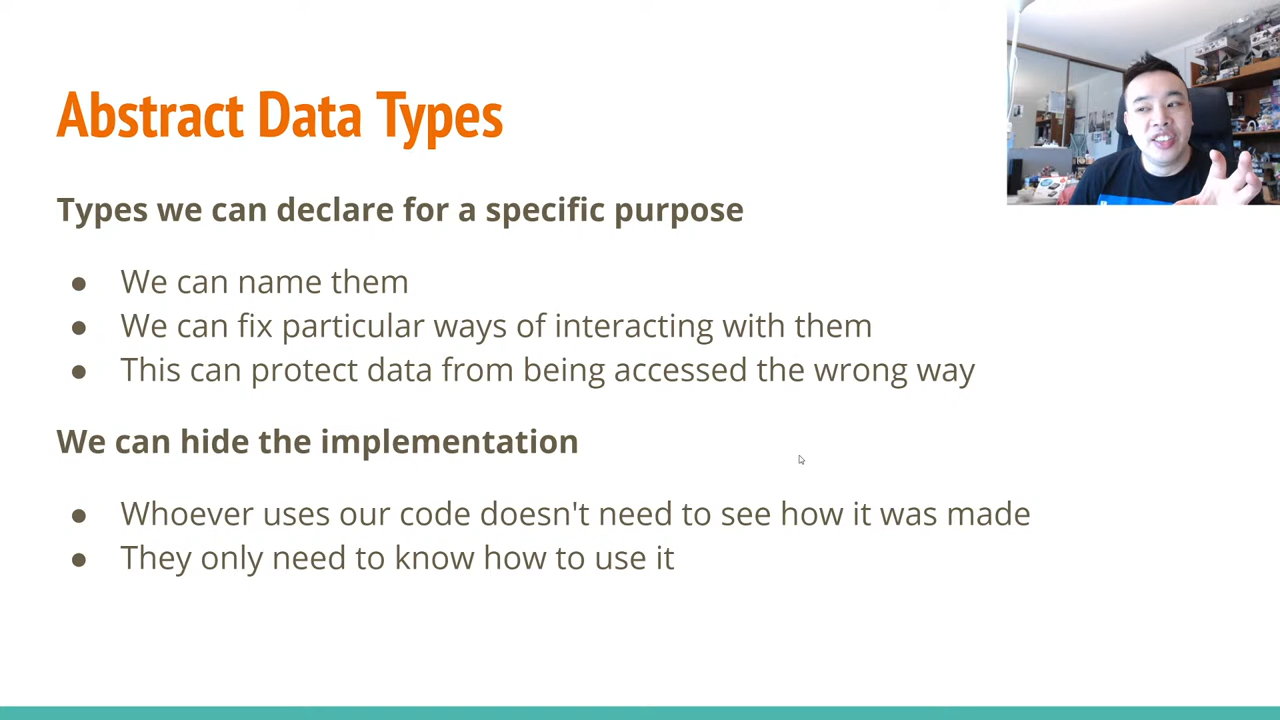 Abstract Data Types
Types we can declare for a specific purpose
● We can name them
● We can fix particular ways of interacting with them
● This can protect data from being accessed the wrong way
We can hide the implementation
● Whoever uses our code doesn't need to see how it was made
● They only need to know how to use it